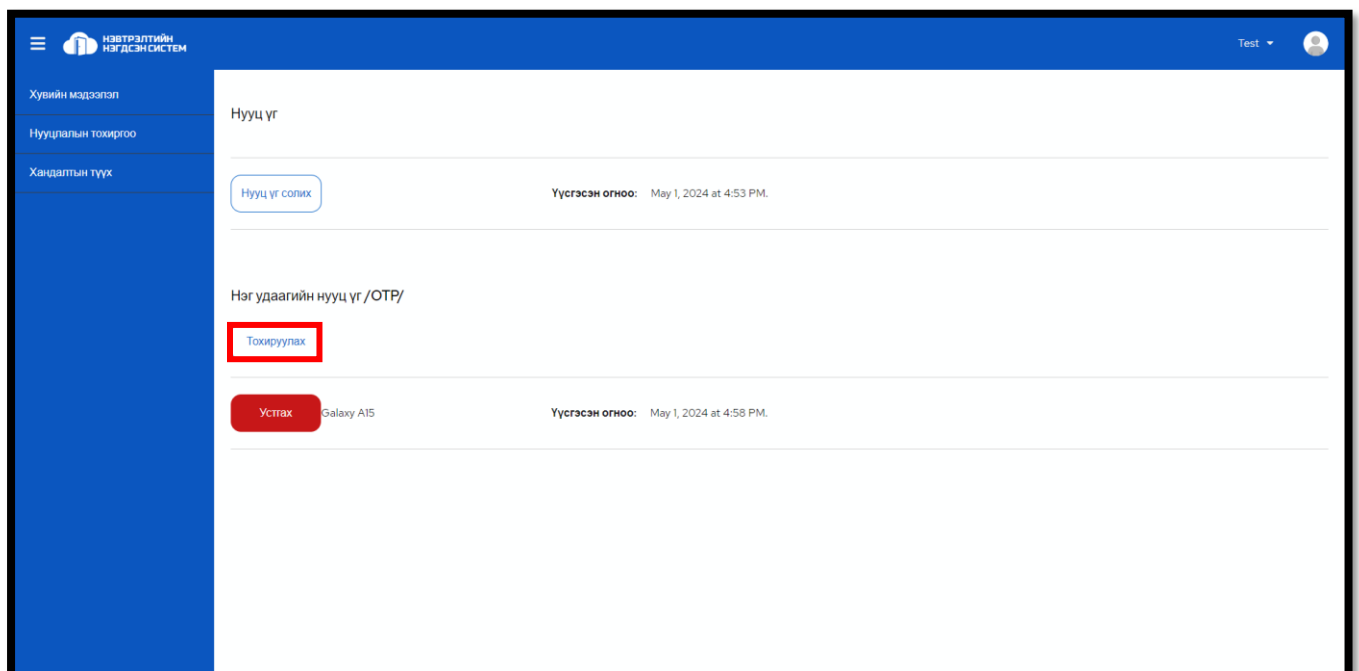 НЭВТРЭЛТИЙН
НЭГДСЭН СИСТЕМ
Test
Хувийн мэдээлэл
Нууцлалын тохиргоо
Хандалтын түүх
Нууц үг
Нууц үг солих
Үүсгэсэн огноо: May 1, 2024 at 4:53 PM.
Нэг удаагийн нууц үг /OTP/
Тохируулах
Устгах Galaxy A15
Үүсгэсэн огноо: May 1, 2024 at 4:58 PM.